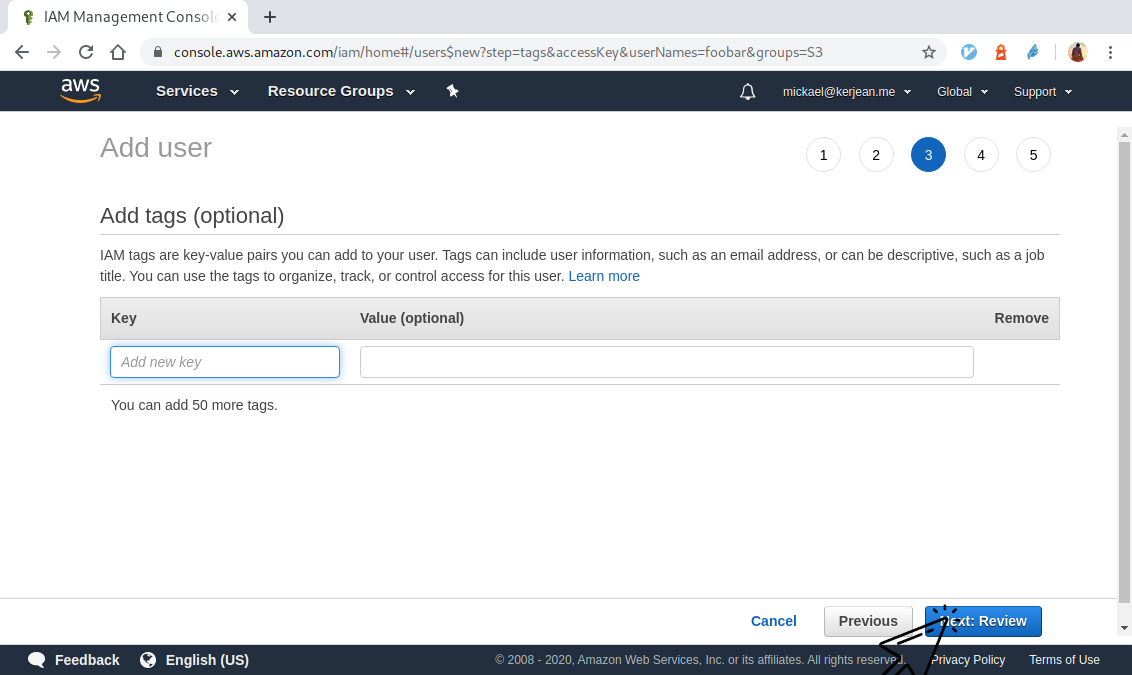 IAM Management Consol
console.aws.amazon.com/iam/home#/users$new?step=tags&accessKey&userNames=foobar&groups=S3
aws Services Resource Groups mickael@kerjean.me Global Support
Add user
1 2 3 4 5
Add tags (optional)
IAM tags are key-value pairs you can add to your user. Tags can include user information, such as an email address, or can be descriptive, such as a job
title. You can use the tags to organize, track, or control access for this user. Learn more
Key Value (optional) Remove
Add new key
You can add 50 more tags.
Cancel Previous Next: Review
Feedback English (US) © 2008 - 2020, Amazon Web Services, Inc. or its affiliates. All rights reserved. Privacy Policy Terms of Use